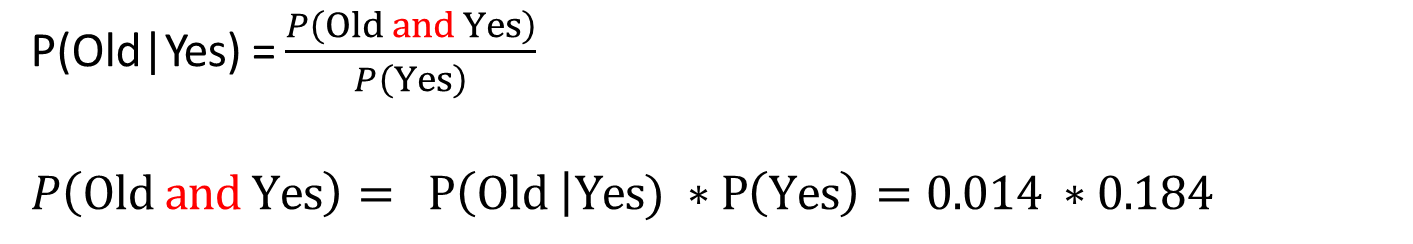 P(Old|Yes) = P(Old and Yes) / P(Yes)
P(Old and Yes) = P(Old |Yes) * P(Yes) = 0.014 * 0.184